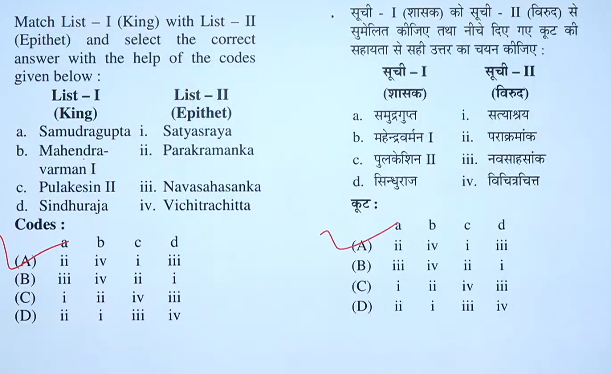 Match List – I (King) with List – II
(Epithet) and select the correct
answer with the help of the codes
given below :
List – I List – II
(King) (Epithet)
a. Samudragupta i. Satyasraya
b. Mahendra- ii. Parakramanka
varman I
c. Pulakesin II iii. Navasahasanka
d. Sindhuraja iv. Vichitrachitta
Codes :
a b c d
(A) ii iv i iii
(B) iii iv ii i
(C) i ii iv iii
(D) ii i iii iv
सूची - I (शासक) को सूची - II (विरुद) से
सुमेलित कीजिए तथा नीचे दिए गए कूट की
सहायता से सही उत्तर का चयन कीजिए :
सूची – I सूची – II
(शासक) (विरुद)
a. समुद्रगुप्त i. सत्याश्रय
b. महेन्द्रवर्मन I ii. पराक्रमांक
c. पुलकेशिन II iii. नवसाहसांक
d. सिन्धुराज iv. विचित्रचित्त
कूट :
a b c d
(A) ii iv i iii
(B) iii iv ii i
(C) i ii iv iii
(D) ii i iii iv